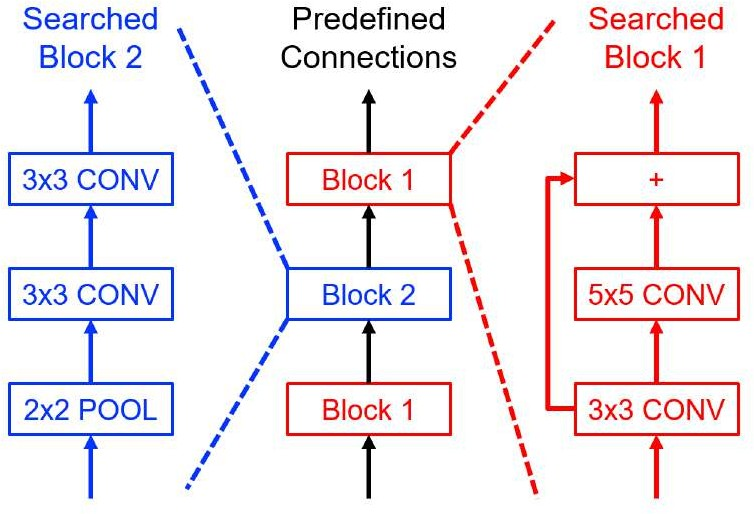 Searched
Block 2
3x3 CONV
3x3 CONV
2x2 POOL
Predefined
Connections
Block 1
Block 2
Block 1
Searched
Block 1
+
5x5 CONV
3x3 CONV